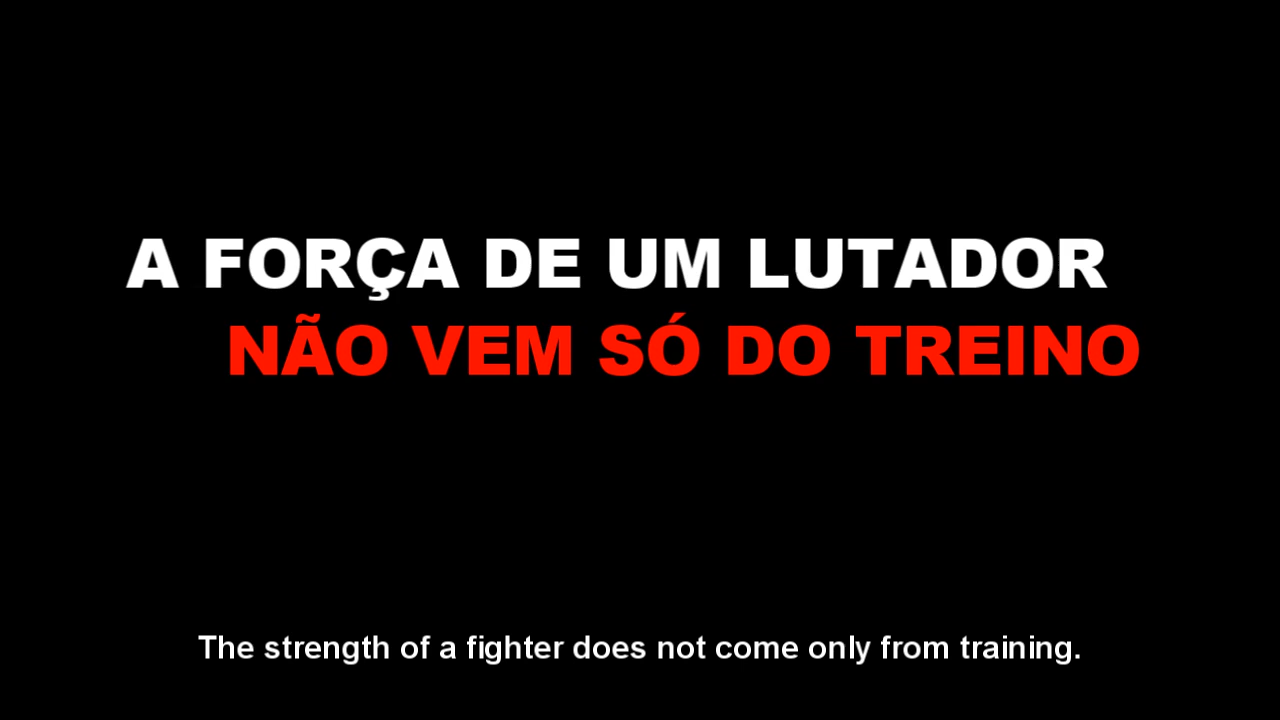 A FORÇA DE UM LUTADOR
NÃO VEM SÓ DO TREINO
The strength of a fighter does not come only from training.